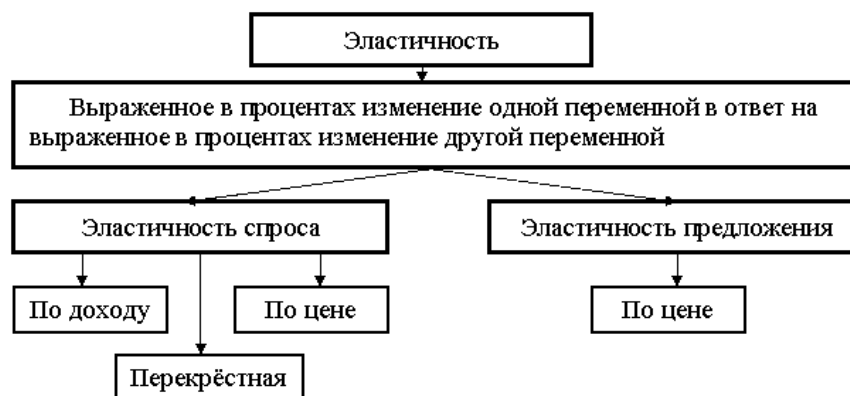 Эластичность
Выраженное в процентах изменение одной переменной в ответ на
выраженное в процентах изменение другой переменной
Эластичность спроса
Эластичность предложения
По доходу
По цене
По цене
Перекрёстная